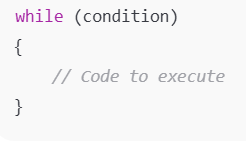 while (condition)
{
    // Code to execute
}